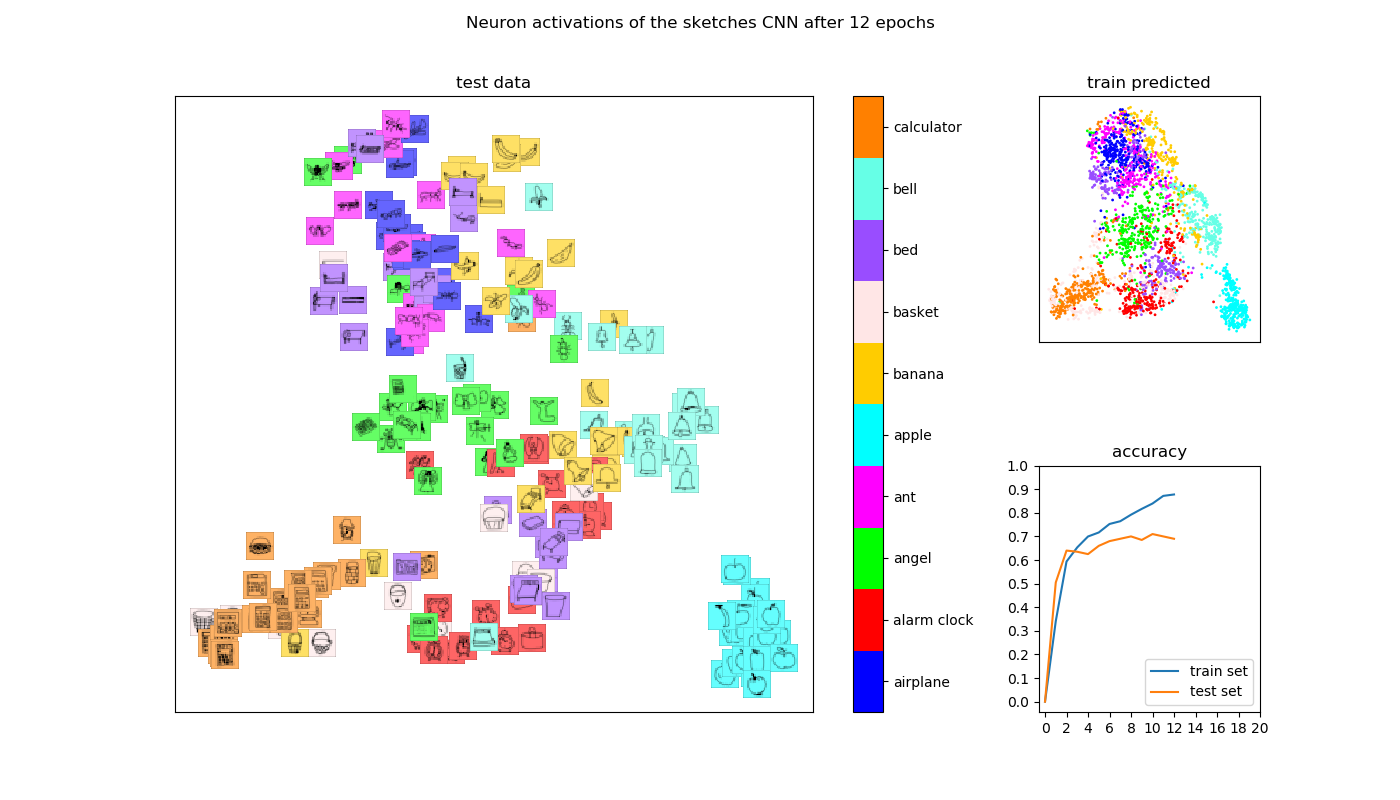 Neuron activations of the sketches CNN after 12 epochs
test data
calculator
bell
bed
basket
banana
apple
ant
angel
alarm clock
airplane
train predicted
accuracy
1.0
0.9
0.8
0.7
0.6
0.5
0.4
0.3
0.2
0.1
0.0
train set
test set
0 2 4 6 8 10 12 14 16 18 20